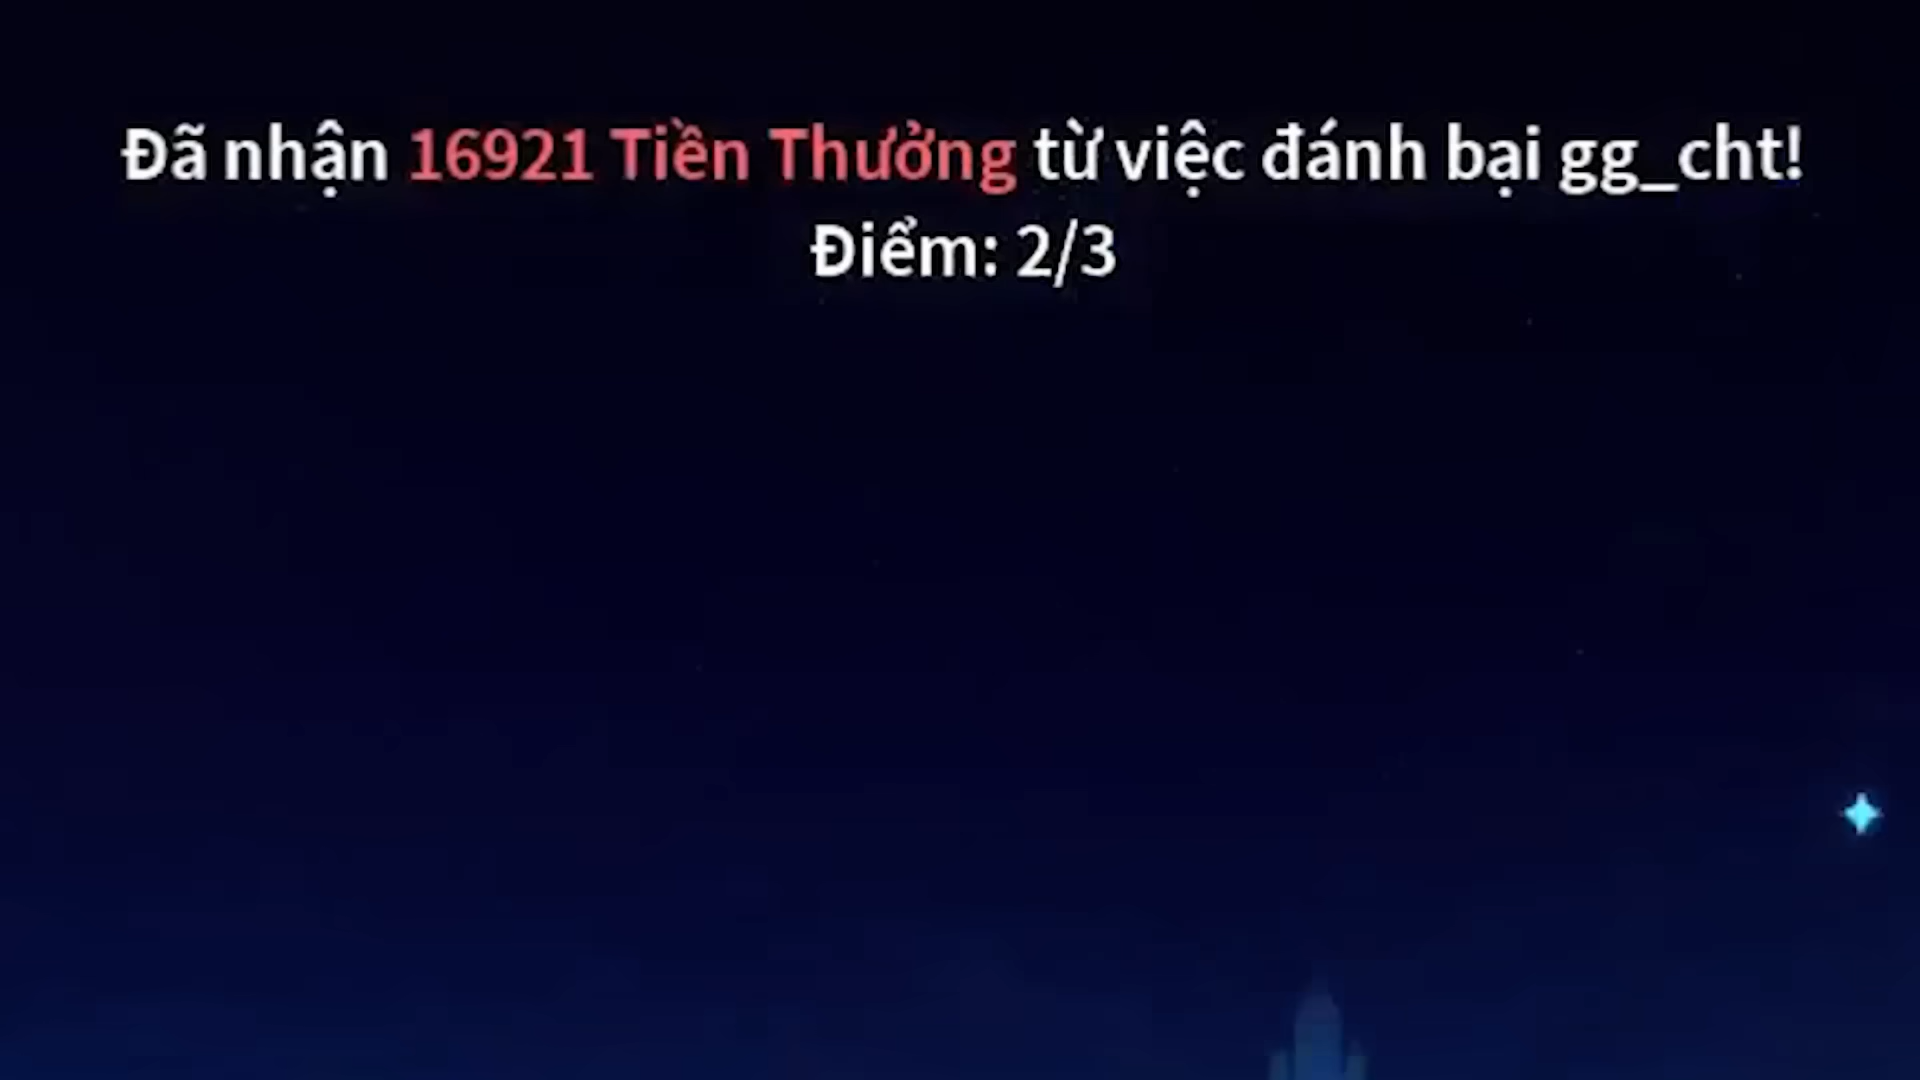 Đã nhận 16921 Tiền Thưởng từ việc đánh bại gg_cht!
Điểm: 2/3